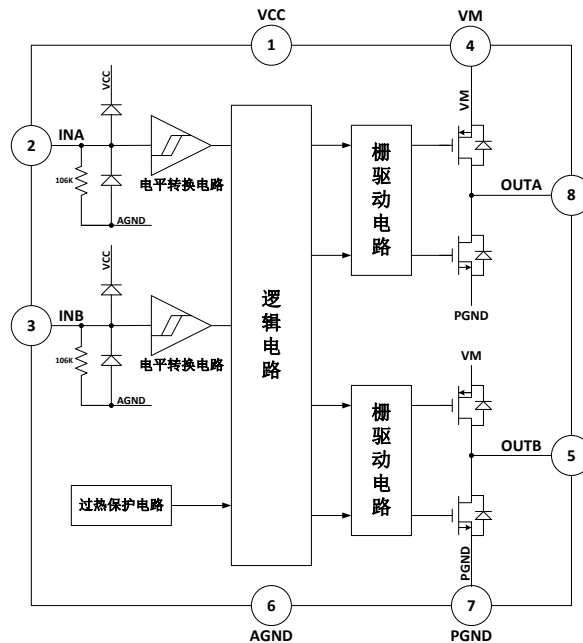 VCC
VM
1
4
VCC
VM
2
INA
106K
电平转换电路
AGND
栅驱动电路
OUTA
8
VCC
PGND
3
INB
106K
电平转换电路
AGND
逻辑电路
VM
栅驱动电路
OUTB
5
过热保护电路
PGND
6
7
AGND
PGND